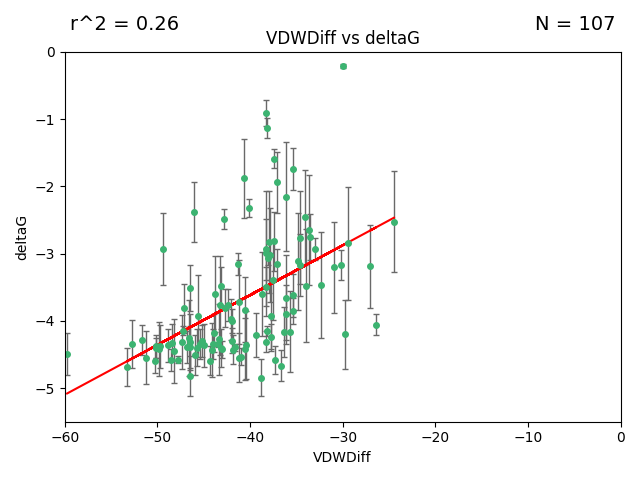 r^2 = 0.26
N = 107
VDWDiff vs deltaG
0
−1
−2
−3
−4
−5
deltaG
−60 −50 −40 −30 −20 −10 0
VDWDiff